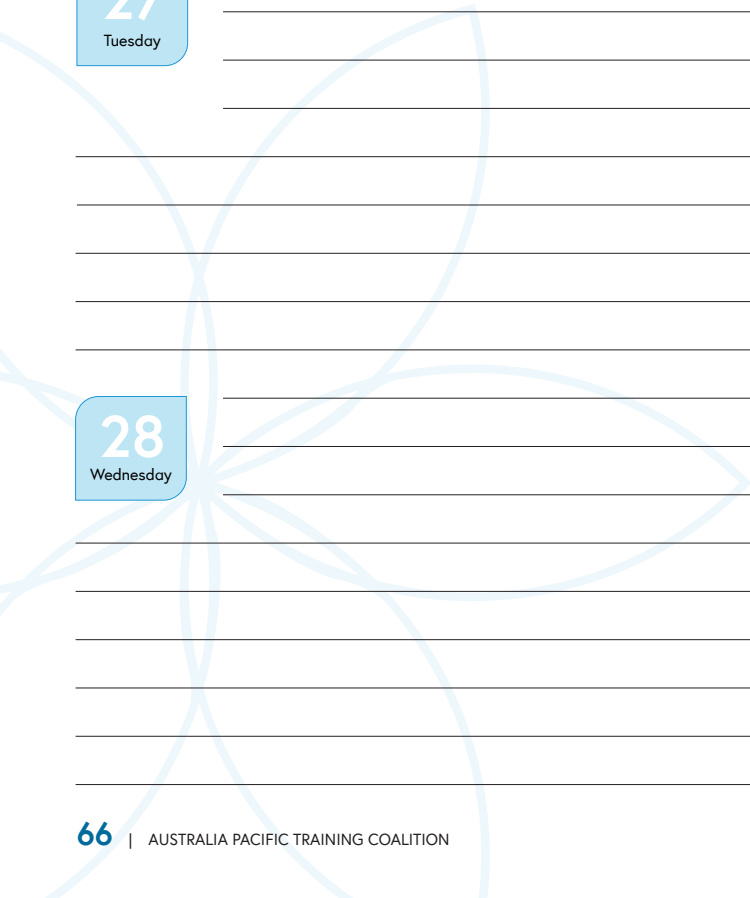 27
Tuesday
28
Wednesday
66 | AUSTRALIA PACIFIC TRAINING COALITION